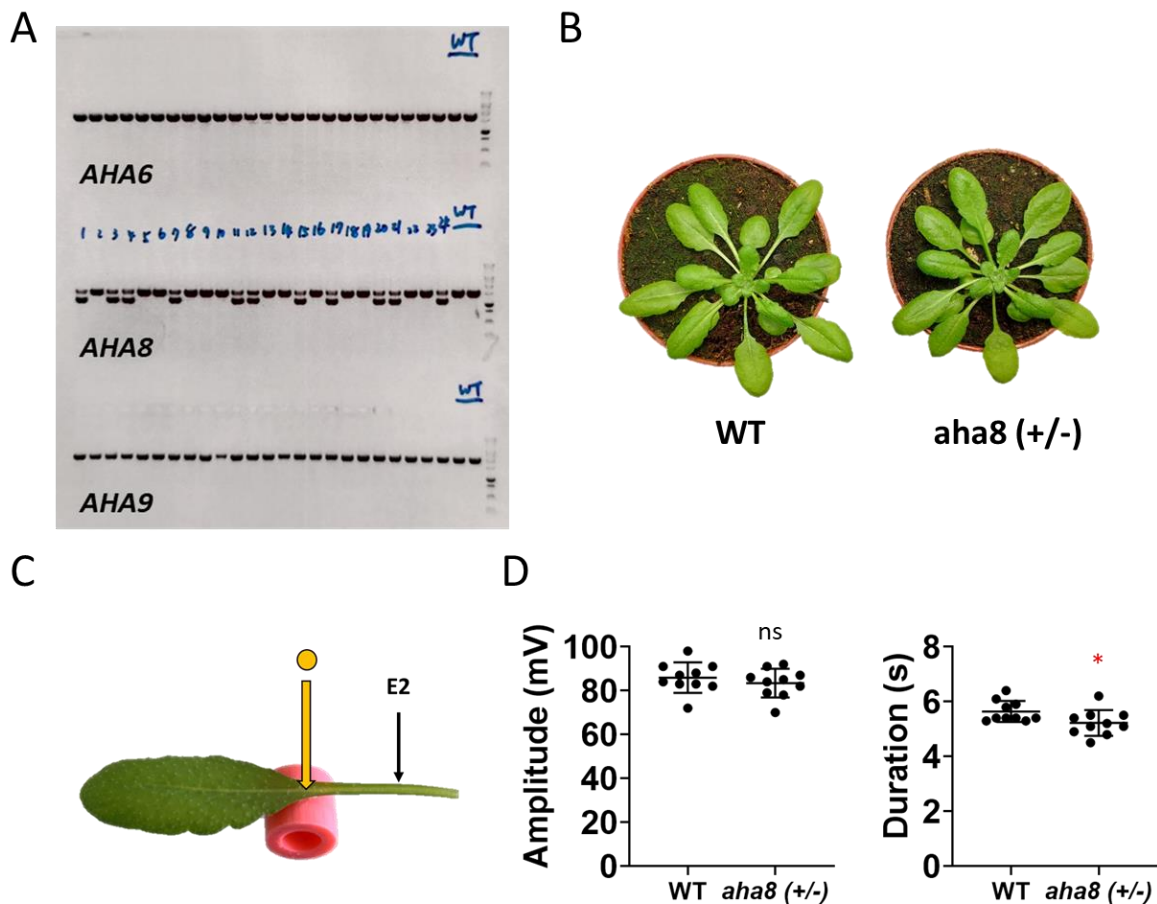 A
WT
AHA6
1 2 3 4 5 6 7 8 9 10 11 12 13 14 15 16 17 18 19 20 21 22 23 24 WT
AHA8
WT
AHA9
B
WT
aha8 (+/-)
C
E2
D
Amplitude (mV)
100
80
60
40
20
0
ns
WT
aha8 (+/-)
Duration (s)
8
6
4
2
0
*
WT
aha8 (+/-)